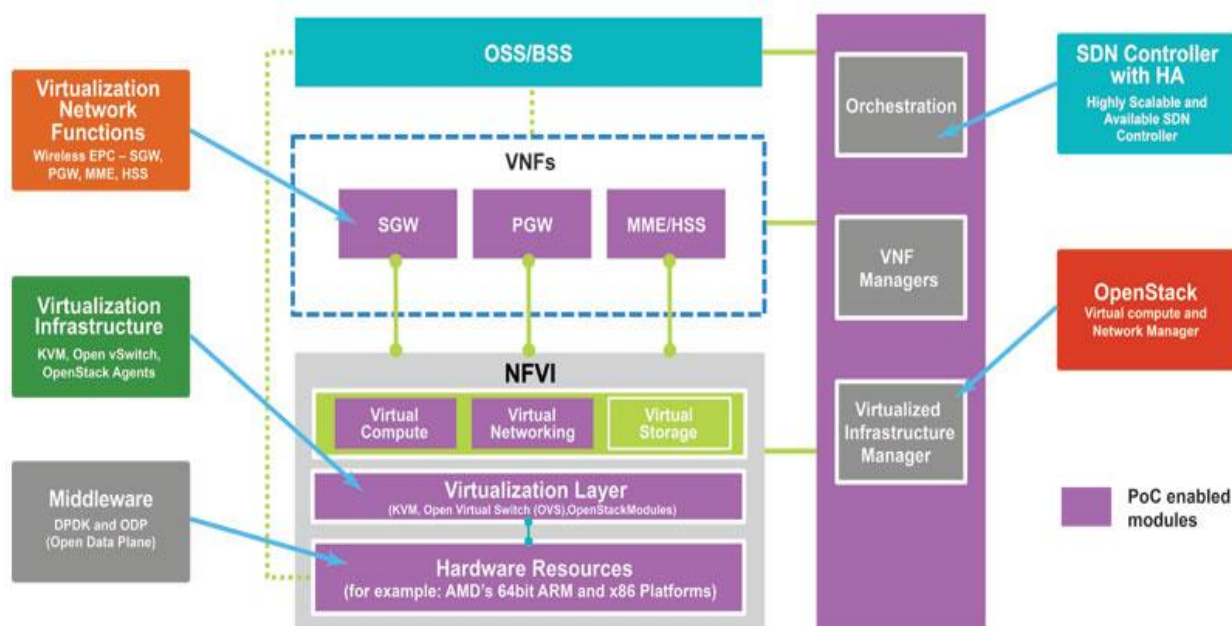 OSS/BSS
Virtualization
Network
Functions
Wireless EPC – SGW,
PGW, MME, HSS
VNFs
SGW
PGW
MME/HSS
Virtualization
Infrastructure
KVM, Open vSwitch,
OpenStack Agents
NFVI
Virtual
Compute
Virtual
Networking
Virtual
Storage
Middleware
DPDK and ODP
(Open Data Plane)
Virtualization Layer
(KVM, Open Virtual Switch (OVS),OpenStackModules)
Hardware Resources
(for example: AMD's 64bit ARM and x86 Platforms)
Orchestration
VNF
Managers
Virtualized
Infrastructure
Manager
SDN Controller
with HA
Highly Scalable and
Available SDN
Controller
OpenStack
Virtual compute and
Network Manager
PoC enabled
modules